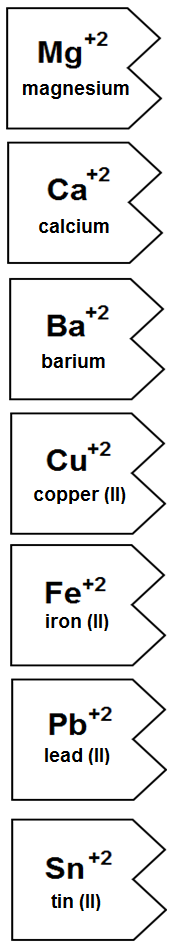 Mg+2
magnesium
Ca+2
calcium
Ba+2
barium
Cu+2
copper (II)
Fe+2
iron (II)
Pb+2
lead (II)
Sn+2
tin (II)